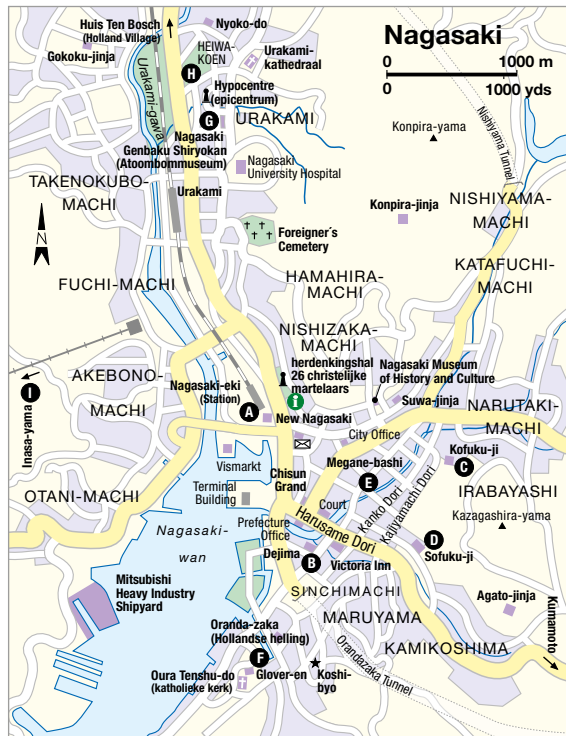 Huis Ten Bosch
(Holland Village)
Gokoku-jinja
Nyoko-do
HEIWA-
KOEN
Urakami-
kathedraal
Nagasaki
0 1000 m
0 1000 yds
Urakami-gawa
H
Hypocentre
(epicentrum)
G
URAKAMI
Nagasaki
Genbaku Shiryokan
(Atoombommuseum)
Konpira-yama
Nishiyama Tunnel
TAKENOKUBO-
MACHI
Urakami
Nagasaki
University Hospital
Konpira-jinja
NISHIYAMA-
MACHI
N
Foreigner´s
Cemetery
KATAFUCHI-
MACHI
FUCHI-MACHI
HAMAHIRA-
MACHI
NISHIZAKA-
MACHI
herdenkingshal
26 christelijke
martelaars
Nagasaki Museum
of History and Culture
Suwa-jinja
I
Inasa-yama
AKEBONO-
MACHI
Nagasaki-eki
(Station)
A
i
New Nagasaki
City Office
NARUTAKI-
MACHI
Kofuku-ji
C
Vismarkt
Megane-bashi
E
Chisun
Grand
OTANI-MACHI
Terminal
Building
Court
Kanko Dori
Kajiyamachi Dori
IRABAYASHI
Kazagashira-yama
Nagasaki-
wan
Prefecture
Office
Harusame Dori
Dejima
B
Victoria Inn
D
Sofuku-ji
Mitsubishi
Heavy Industry
Shipyard
SINCHIMACHI
Agato-jinja
MARUYAMA
Oranda-zaka
(Hollandse helling)
KAMIKOSHIMA
Kumamoto
F
Oura Tenshu-do
(katholieke kerk)
Glover-en
Koshi-
byo
Orandazaka Tunnel